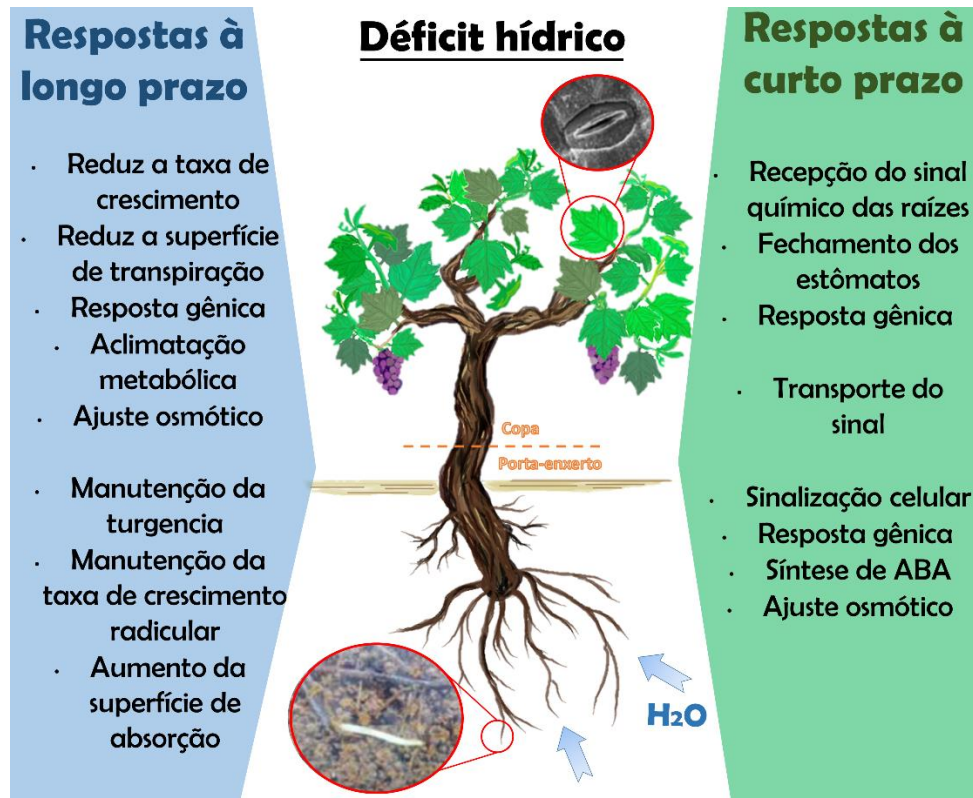 Déficit hídrico
Respostas à
longo prazo
· Reduz a taxa de
crescimento
· Reduz a superfície
de transpiração
· Resposta gênica
· Aclimatação
metabólica
· Ajuste osmótico
· Manutenção da
turgencia
· Manutenção da
taxa de crescimento
radicular
· Aumento da
superfície de
absorção
Copa
Porta-enxerto
H2O
Respostas à
curto prazo
· Recepção do sinal
químico das raízes
· Fechamento dos
estômatos
· Resposta gênica
· Transporte do
sinal
· Sinalização celular
· Resposta gênica
· Síntese de ABA
· Ajuste osmótico